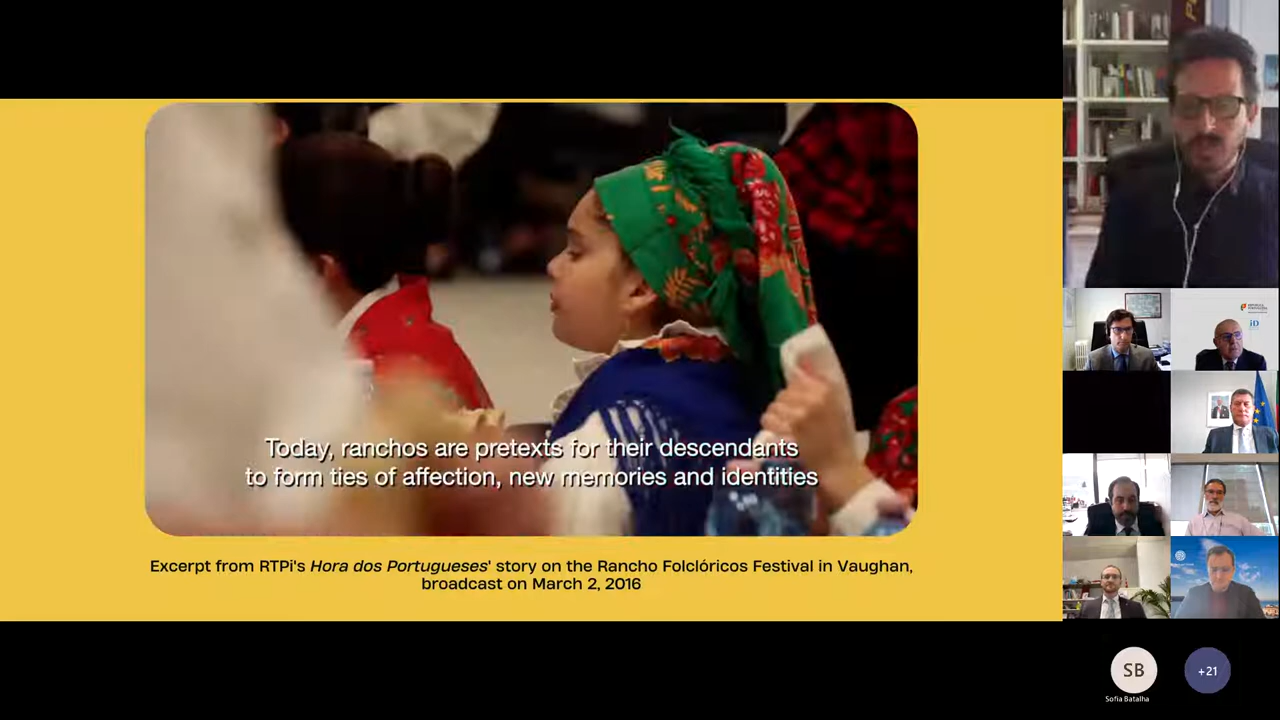 Today, ranchos are pretexts for their descendants
to form ties of affection, new memories and identities
Excerpt from RTPi's Hora dos Portugueses' story on the Rancho Folclóricos Festival in Vaughan,
broadcast on March 2, 2016
iD
SB
+21
Sofia Batalha